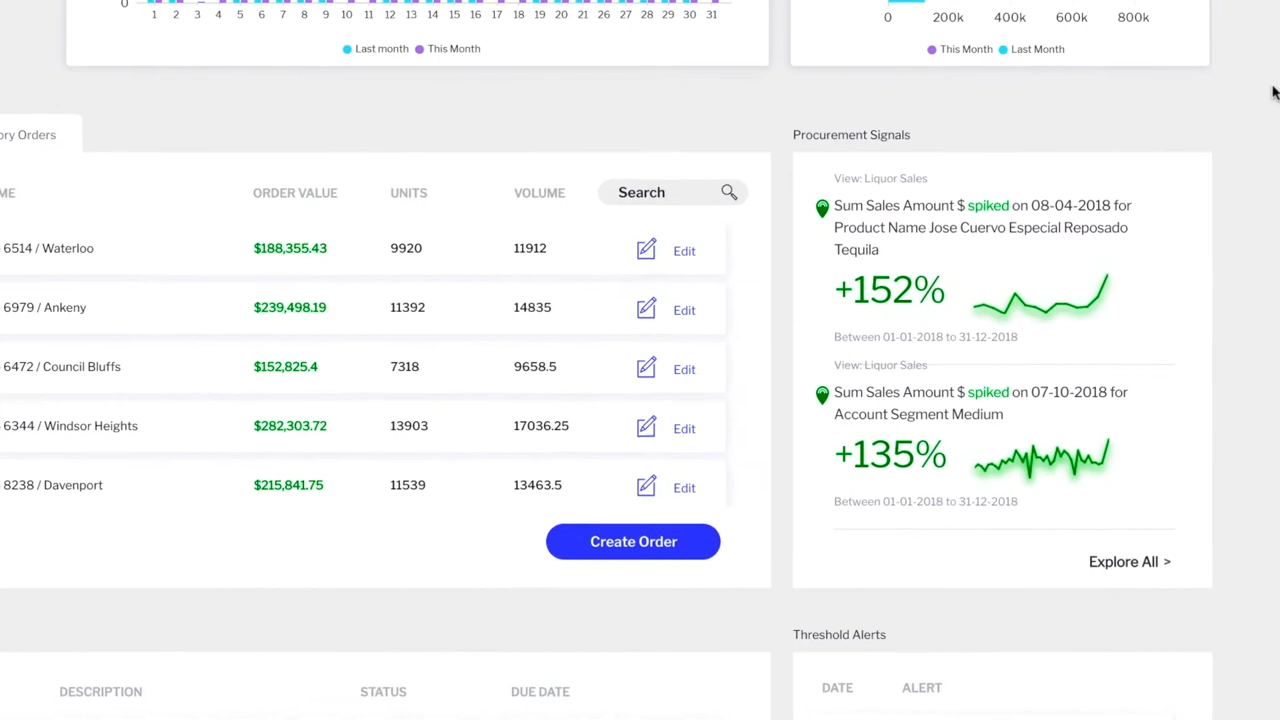 0
1 2 3 4 5 6 7 8 9 10 11 12 13 14 15 16 17 18 19 20 21 26 27 28 29 30 31
Last month This Month
0 200k 400k 600k 800k
This Month Last Month
ory Orders
ME ORDER VALUE UNITS VOLUME Search
6514 / Waterloo $188,355.43 9920 11912 Edit
6979 / Ankeny $239,498.19 11392 14835 Edit
6472 / Council Bluffs $152,825.4 7318 9658.5 Edit
6344 / Windsor Heights $282,303.72 13903 17036.25 Edit
8238 / Davenport $215,841.75 11539 13463.5 Edit
Create Order
Procurement Signals
View: Liquor Sales
Sum Sales Amount $ spiked on 08-04-2018 for
Product Name Jose Cuervo Especial Reposado
Tequila
+152%
Between 01-01-2018 to 31-12-2018
View: Liquor Sales
Sum Sales Amount $ spiked on 07-10-2018 for
Account Segment Medium
+135%
Between 01-01-2018 to 31-12-2018
Explore All >
DESCRIPTION STATUS DUE DATE
Threshold Alerts
DATE ALERT